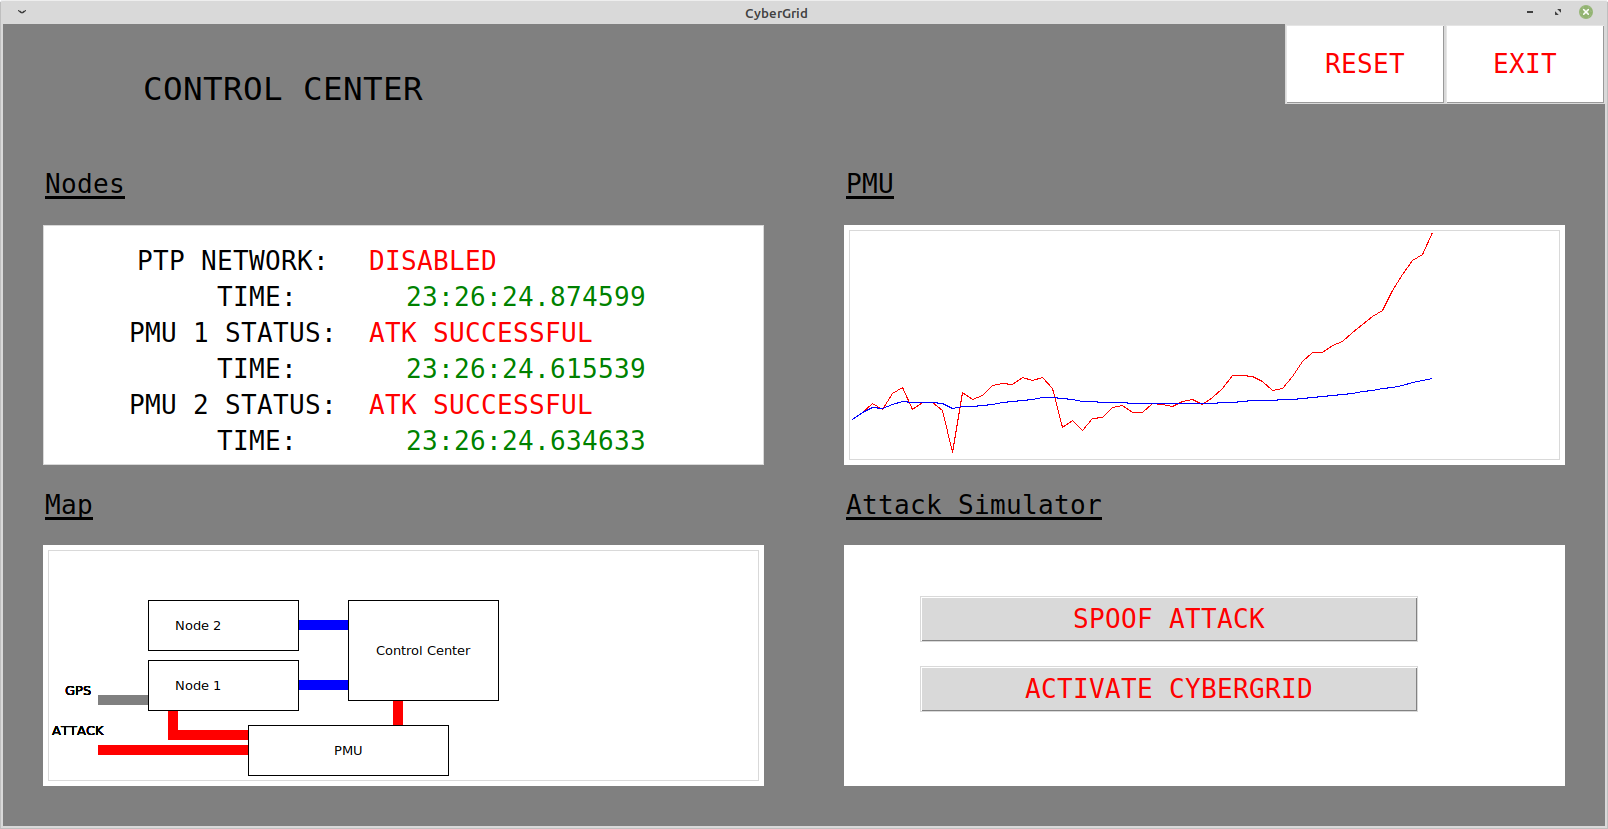 CyberGrid
RESET EXIT
CONTROL CENTER
Nodes
PTP NETWORK: DISABLED
TIME: 23:26:24.874599
PMU 1 STATUS: ATK SUCCESSFUL
TIME: 23:26:24.615539
PMU 2 STATUS: ATK SUCCESSFUL
TIME: 23:26:24.634633
PMU
Map
Node 2
Control Center
Node 1
GPS
ATTACK
PMU
Attack Simulator
SPOOF ATTACK
ACTIVATE CYBERGRID